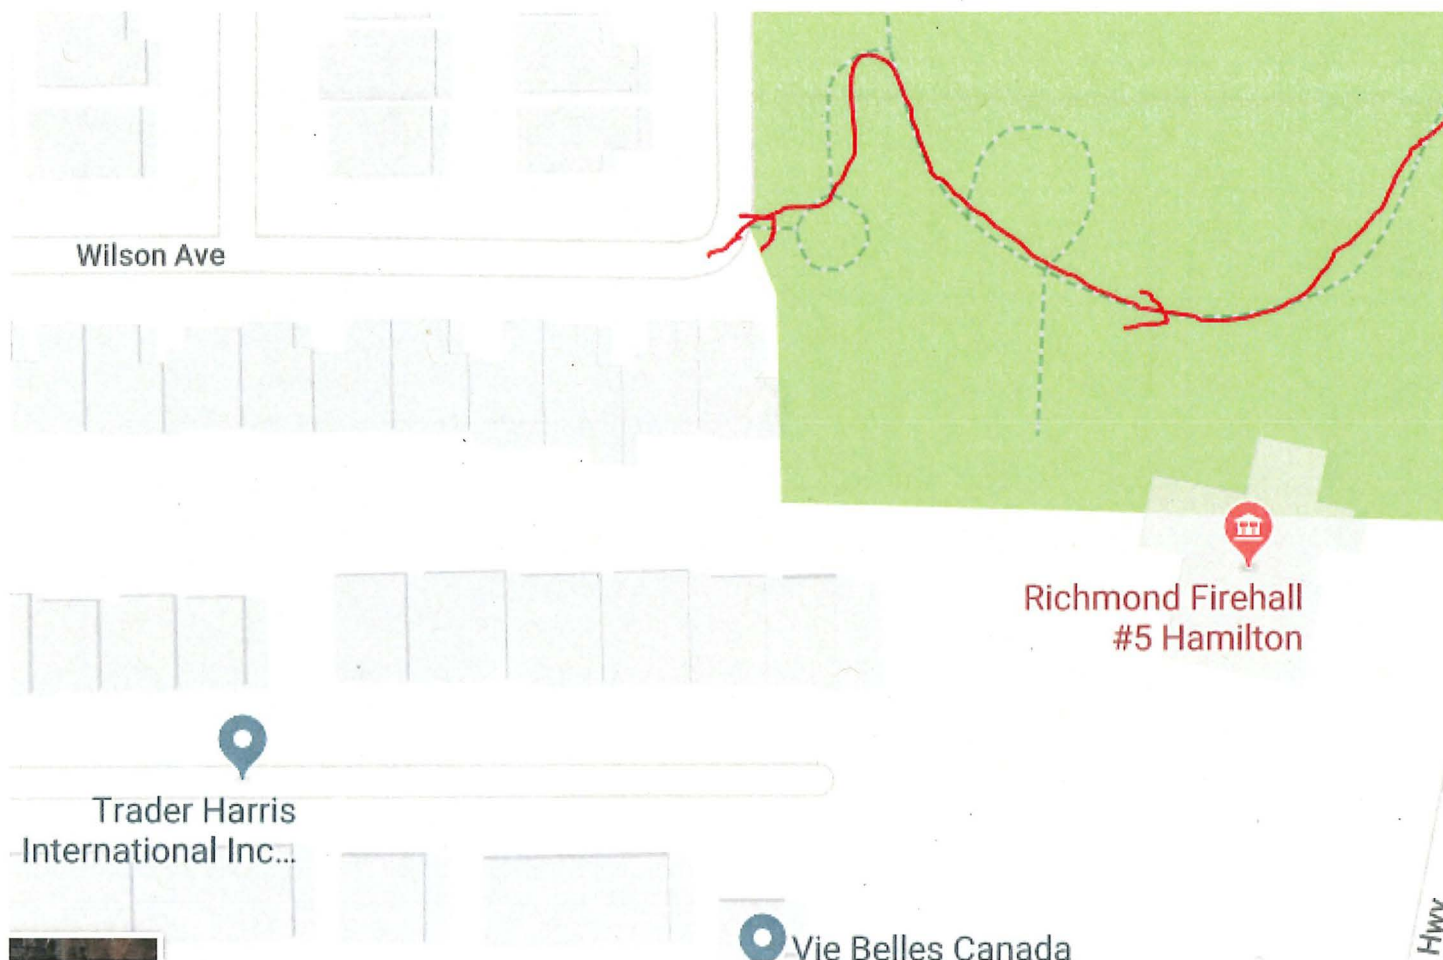 Wilson Ave
Richmond Firehall
#5 Hamilton
Trader Harris
International Inc...
Vie Belles Canada
Hwy